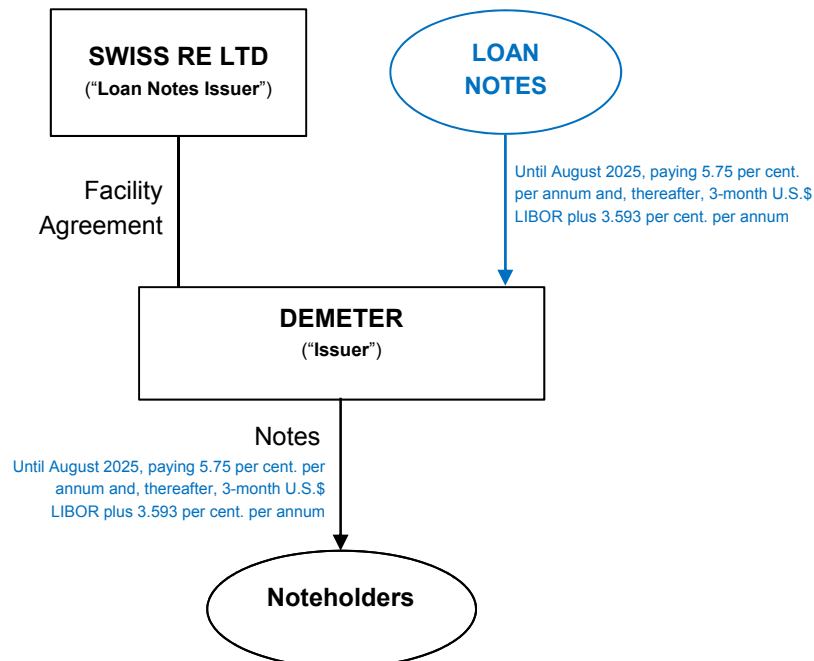 SWISS RE LTD
(“Loan Notes Issuer”)
LOAN
NOTES
Facility
Agreement
Until August 2025, paying 5.75 per cent.
per annum and, thereafter, 3-month U.S.$
LIBOR plus 3.593 per cent. per annum
DEMETER
(“Issuer”)
Notes
Until August 2025, paying 5.75 per cent. per
annum and, thereafter, 3-month U.S.$
LIBOR plus 3.593 per cent. per annum
Noteholders